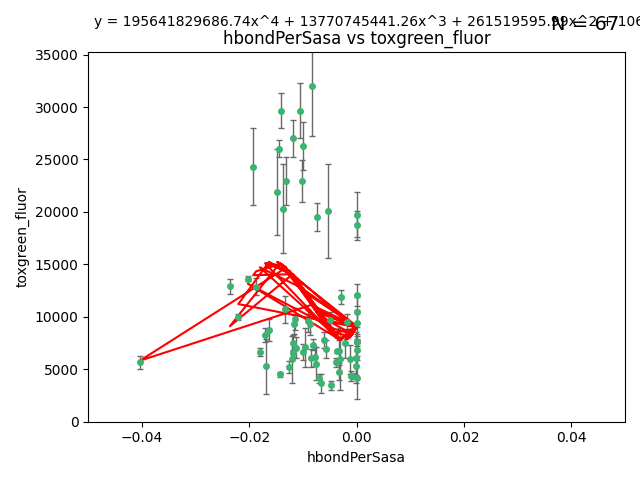 y = 195641829686.74x^4 + 13770745441.26x^3 + 261519595.99x^2 + 106
N = 67
hbondPerSasa vs toxgreen_fluor
35000
30000
25000
20000
15000
10000
5000
0
toxgreen_fluor
−0.04
−0.02
0.00
0.02
0.04
hbondPerSasa